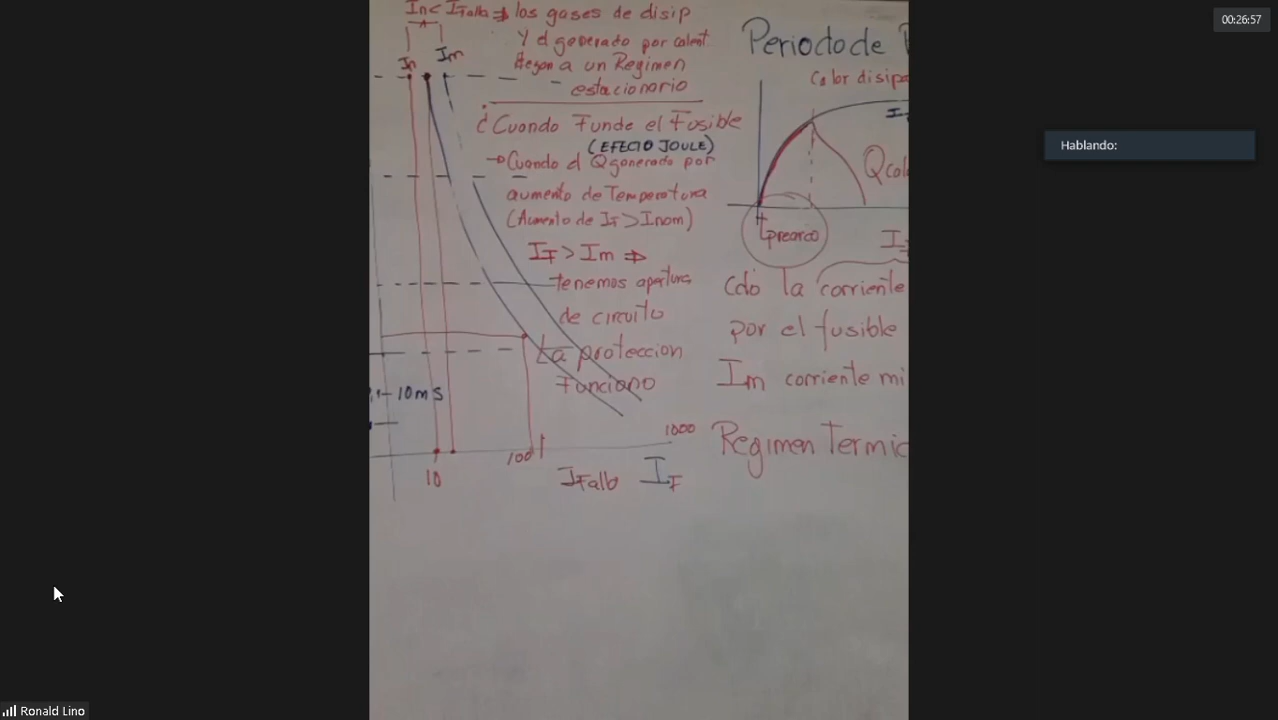 00:26:57
Hablando:
In < Ifalla ⇒ los gases de disip
Y el generado por calent
llegan a un Regimen
estacionario
In
Im
¿Cuando Funde el Fusible
(EFECTO JOULE)
→Cuando el Q generado por
aumento de Temperatura
(Aumento de IF > Inom)
IF > Im ⇒
tenemos apertura
de circuito
La proteccion
Funciono
10ms
10
100
1000
IFalla IF
Periodo de
Calor disipa
Qcal
tprearco
Cdo la corriente
por el fusible
Im corriente mi
Regimen Termic
Ronald Lino